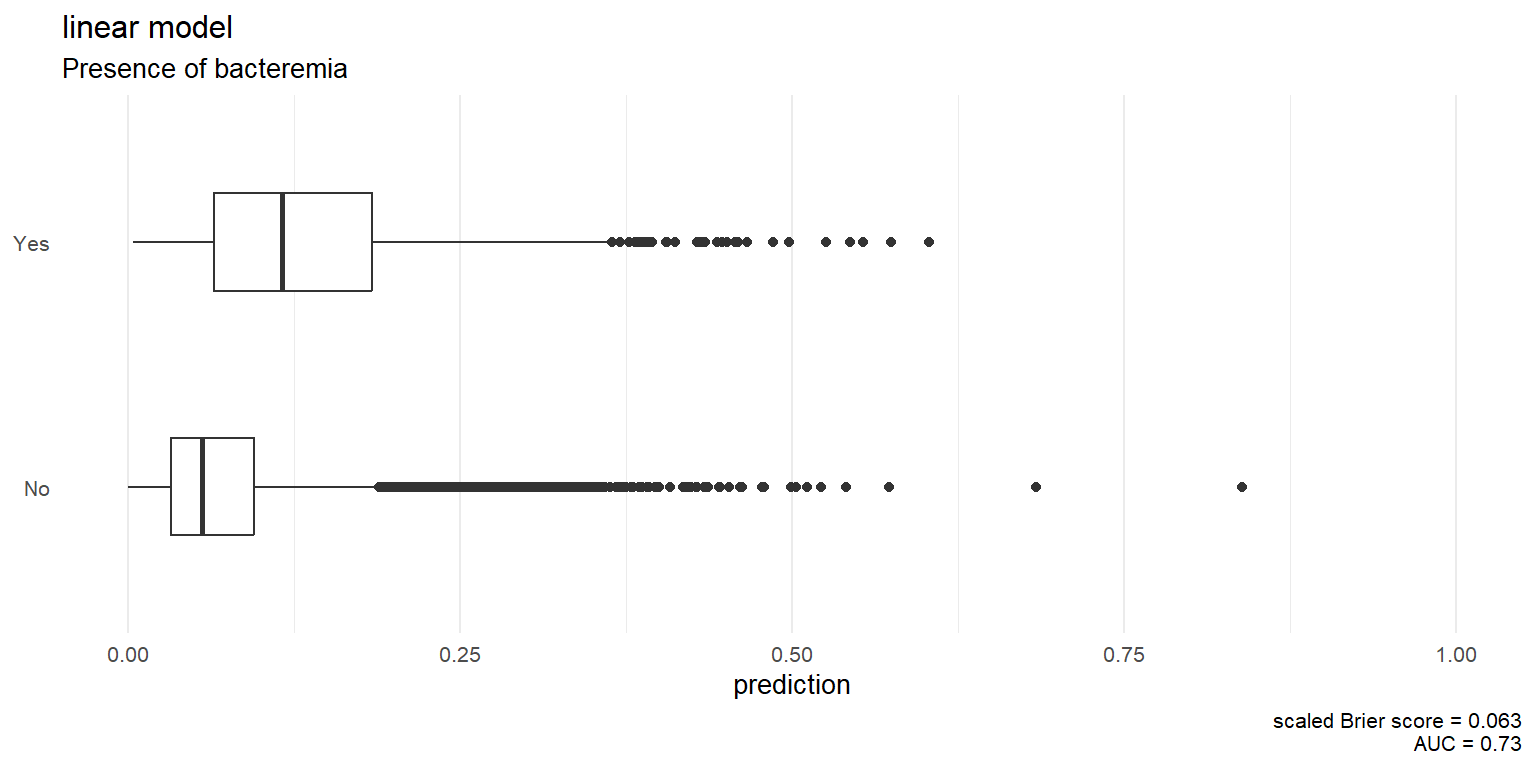 linear model
Presence of bacteremia
Yes
No
0.00 0.25 0.50 0.75 1.00
prediction
scaled Brier score = 0.063
AUC = 0.73